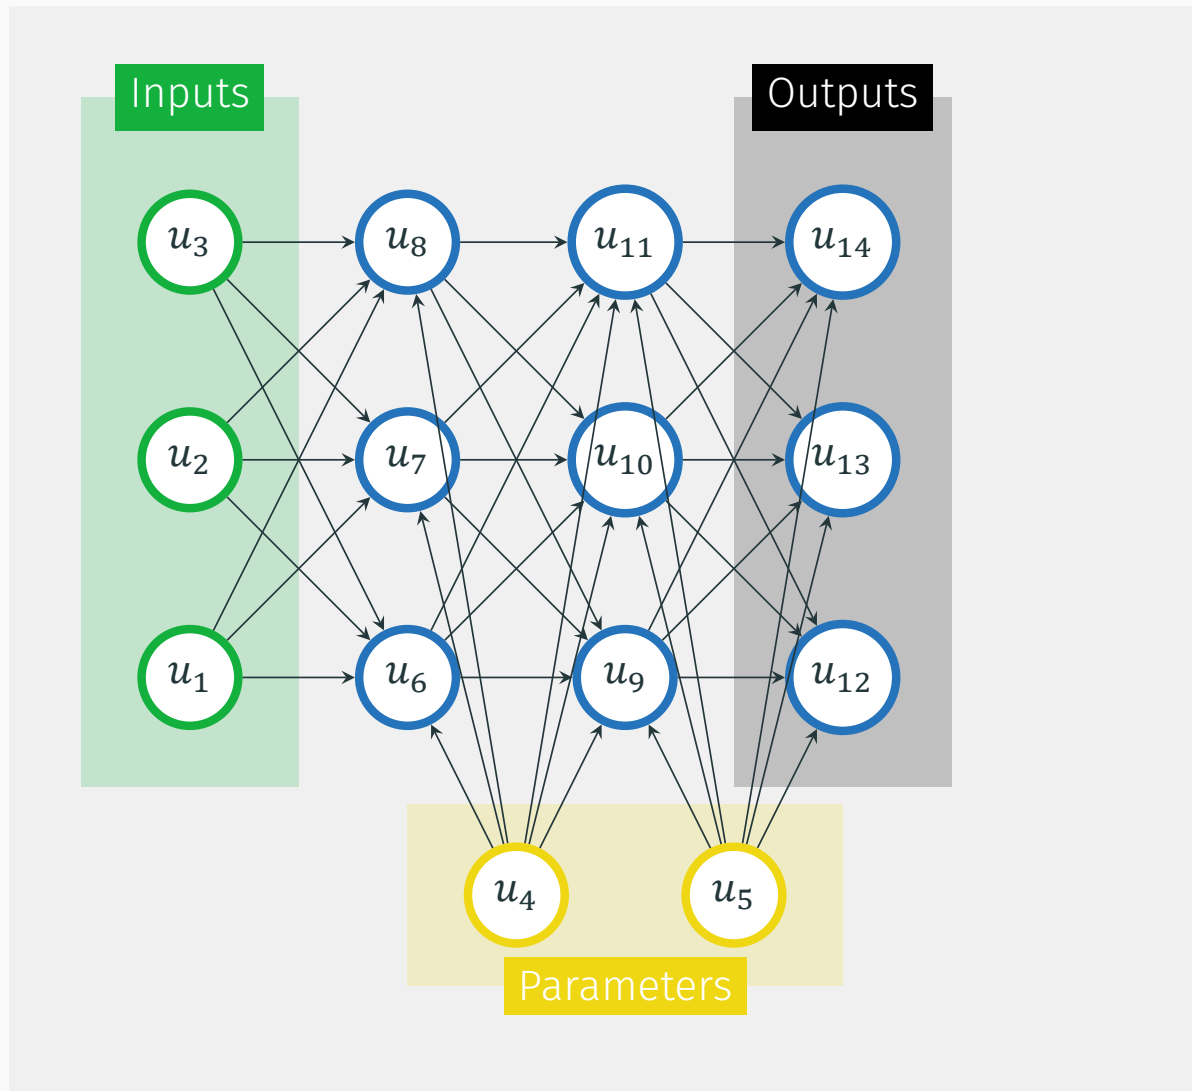 Inputs
Outputs
u₃
u₈
u₁₁
u₁₄
u₂
u₇
u₁₀
u₁₃
u₁
u₆
u₉
u₁₂
u₄
u₅
Parameters